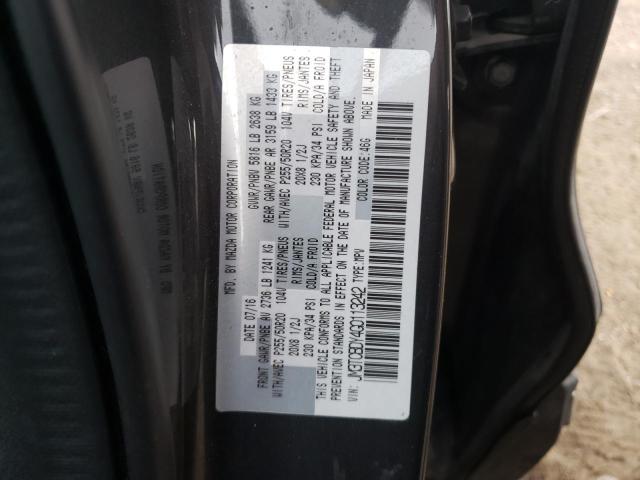 MFD. BY MAZDA MOTOR CORPORATION
DATE 07/16 GVWR/PNBV 5816 LB 2638 KG
FRONT GAWR/PNBE AV 2736 LB 1241 KG REAR GAWR/PNBE AR 3159 LB 1433 KG
WITH/AVEC P255/50R20 104V TIRES/PNEUS WITH/AVEC P255/50R20 104V TIRES/PNEUS
20X8 1/2J RIMS/JANTES 20X8 1/2J RIMS/JANTES
230 KPA/34 PSI COLD/A FROID 230 KPA/34 PSI COLD/A FROID
THIS VEHICLE CONFORMS TO ALL APPLICABLE FEDERAL MOTOR VEHICLE SAFETY AND THEFT
PREVENTION STANDARDS IN EFFECT ON THE DATE OF MANUFACTURE SHOWN ABOVE.
COLOR CODE:46G MADE IN JAPAN
VIN: JM3TCBDY4G0113242 TYPE:MPV